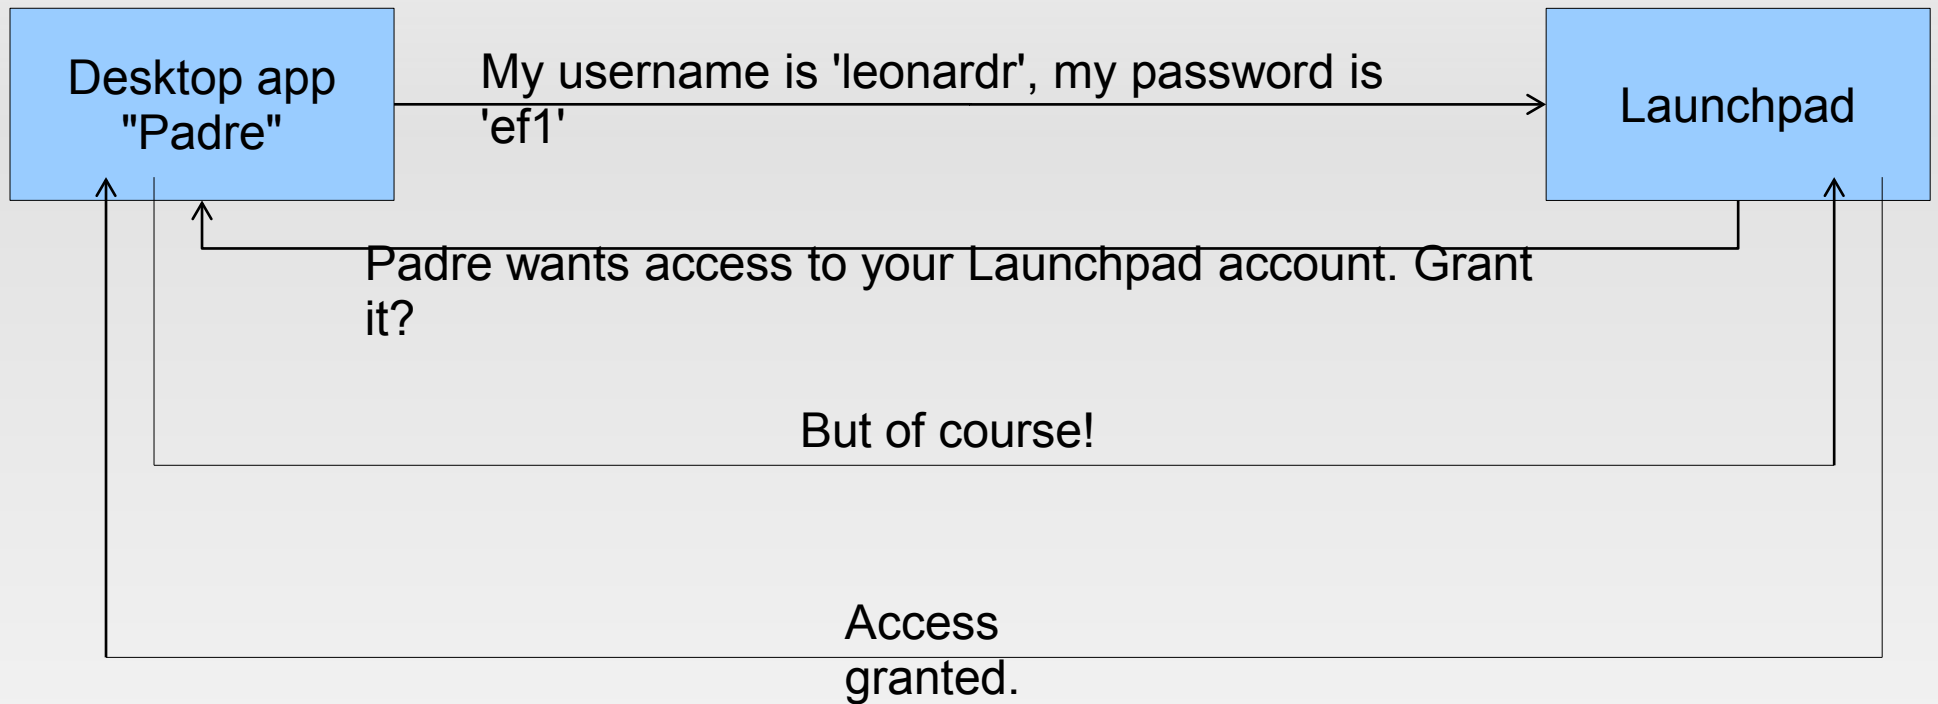 Desktop app
"Padre"
My username is 'leonardr', my password is
'ef1'
Launchpad
Padre wants access to your Launchpad account. Grant
it?
But of course!
Access
granted.